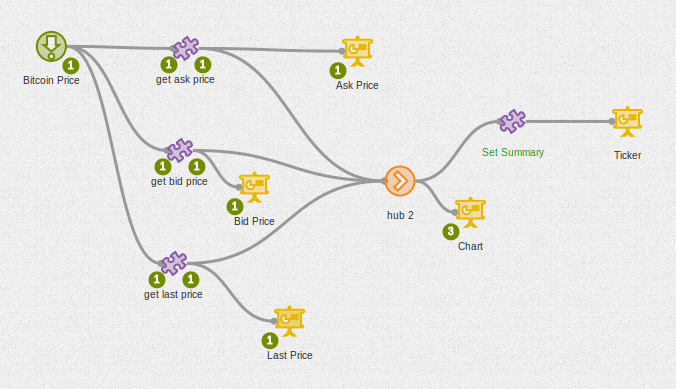 Bitcoin Price
1
get ask price
1
1
Ask Price
1
get bid price
1
1
Bid Price
1
get last price
1
1
Last Price
1
hub 2
Set Summary
Ticker
Chart
3